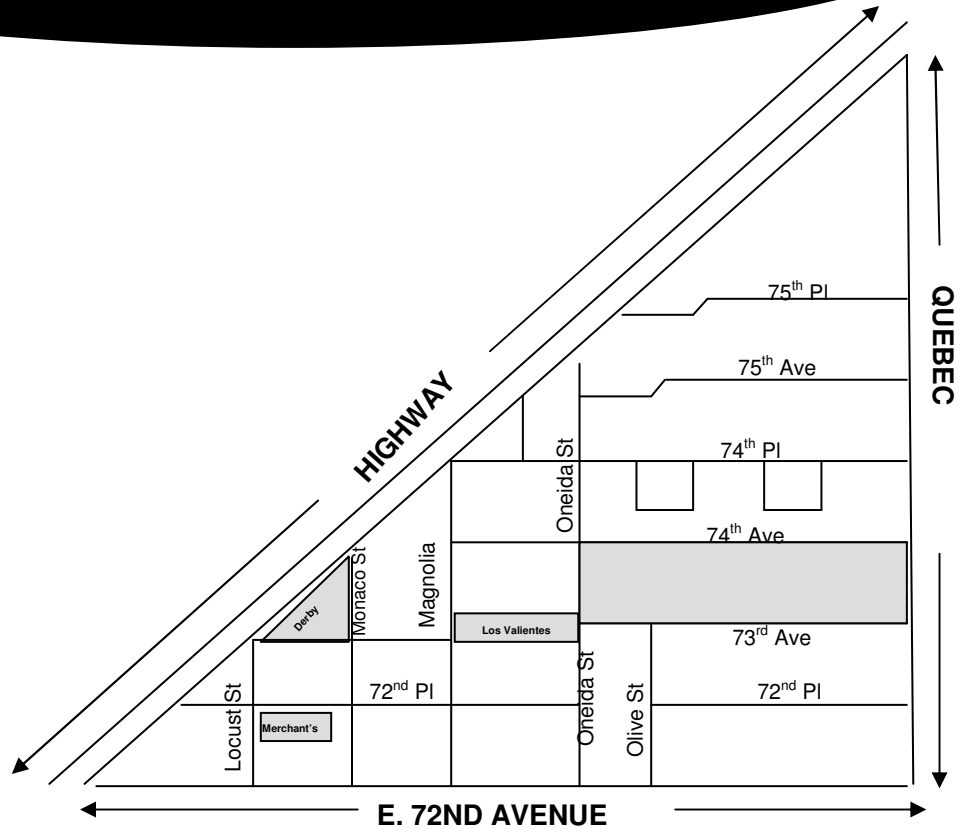 75th Pl
QUEBEC
75th Ave
HIGHWAY
74th Pl
Oneida St
74th Ave
Monaco St
Magnolia
Derby
Los Valientes
73rd Ave
72nd Pl
72nd Pl
Oneida St
Olive St
Locust St
Merchant's
E. 72ND AVENUE